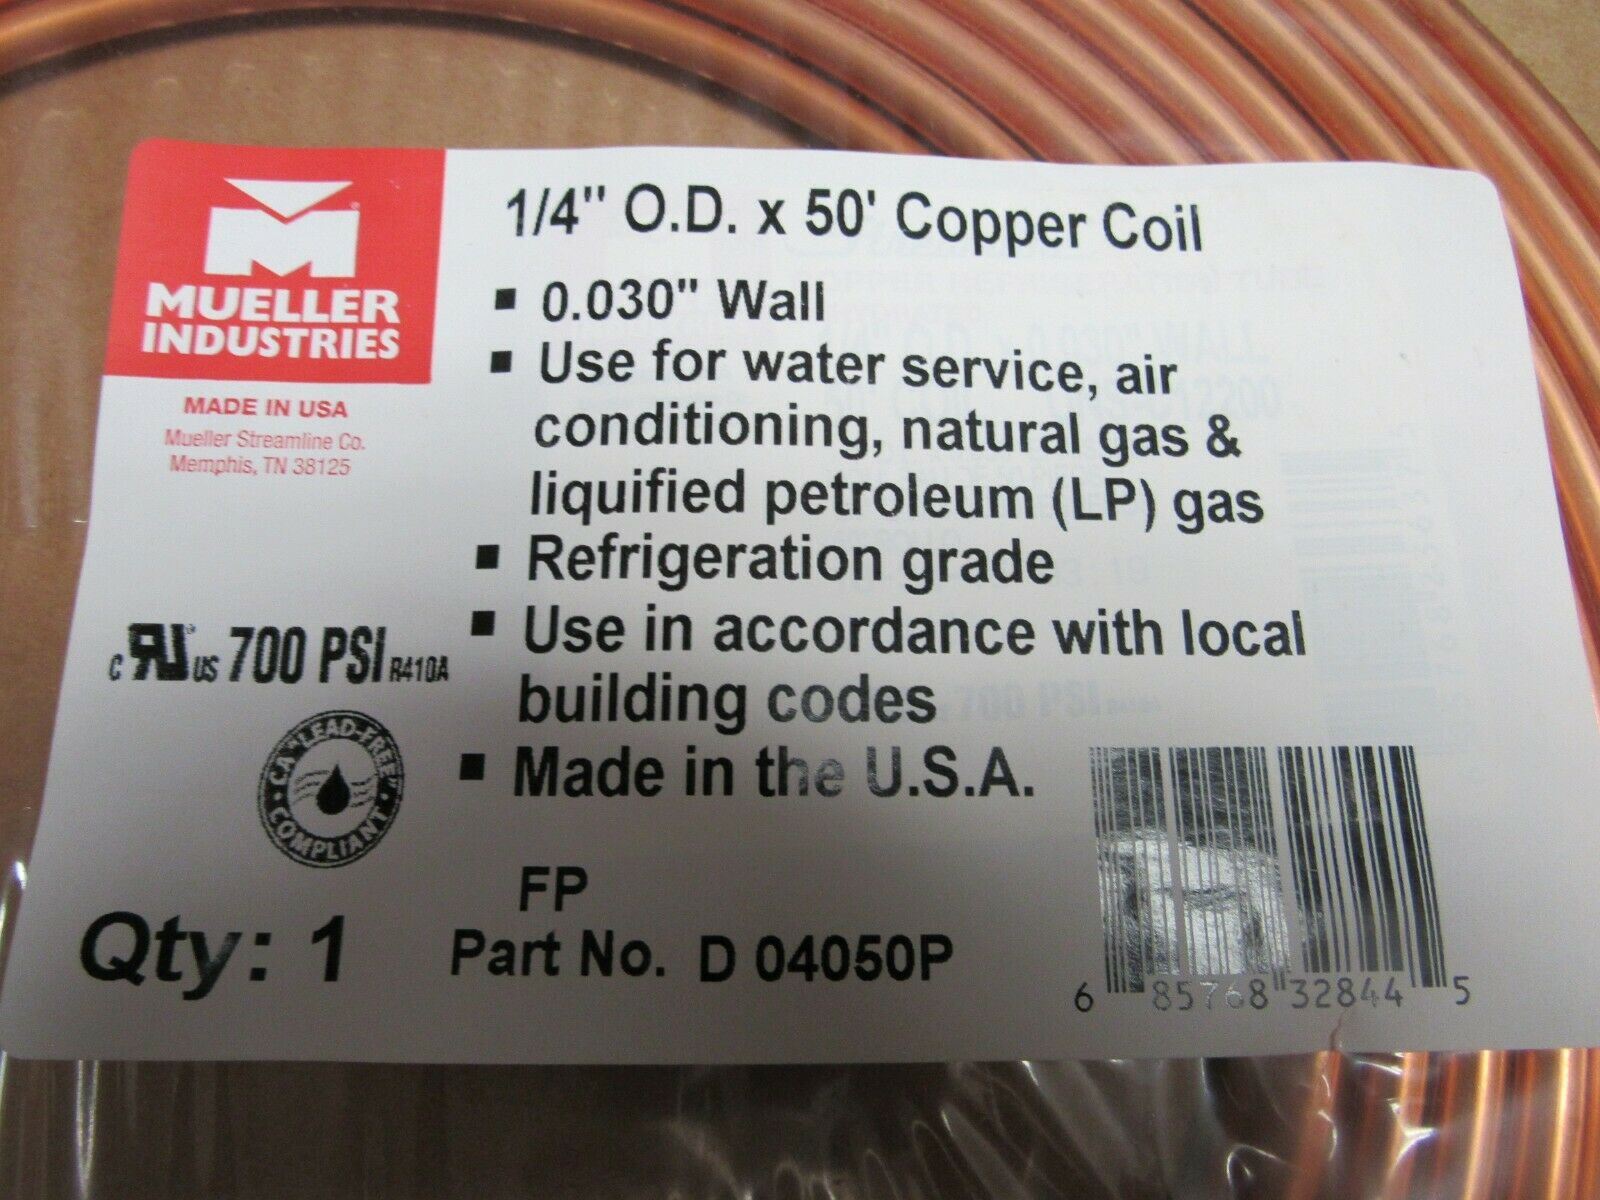 MUELLER
INDUSTRIES
MADE IN USA
Mueller Streamline Co.
Memphis, TN 38125
1/4" O.D. x 50' Copper Coil
▪ 0.030" Wall
▪ Use for water service, air
conditioning, natural gas &
liquified petroleum (LP) gas
▪ Refrigeration grade
▪ Use in accordance with local
building codes
▪ Made in the U.S.A.
c RU us 700 PSI R410A
CA "LEAD-FREE" COMPLIANT
FP
Qty: 1
Part No. D 04050P
6 85768 32844 5